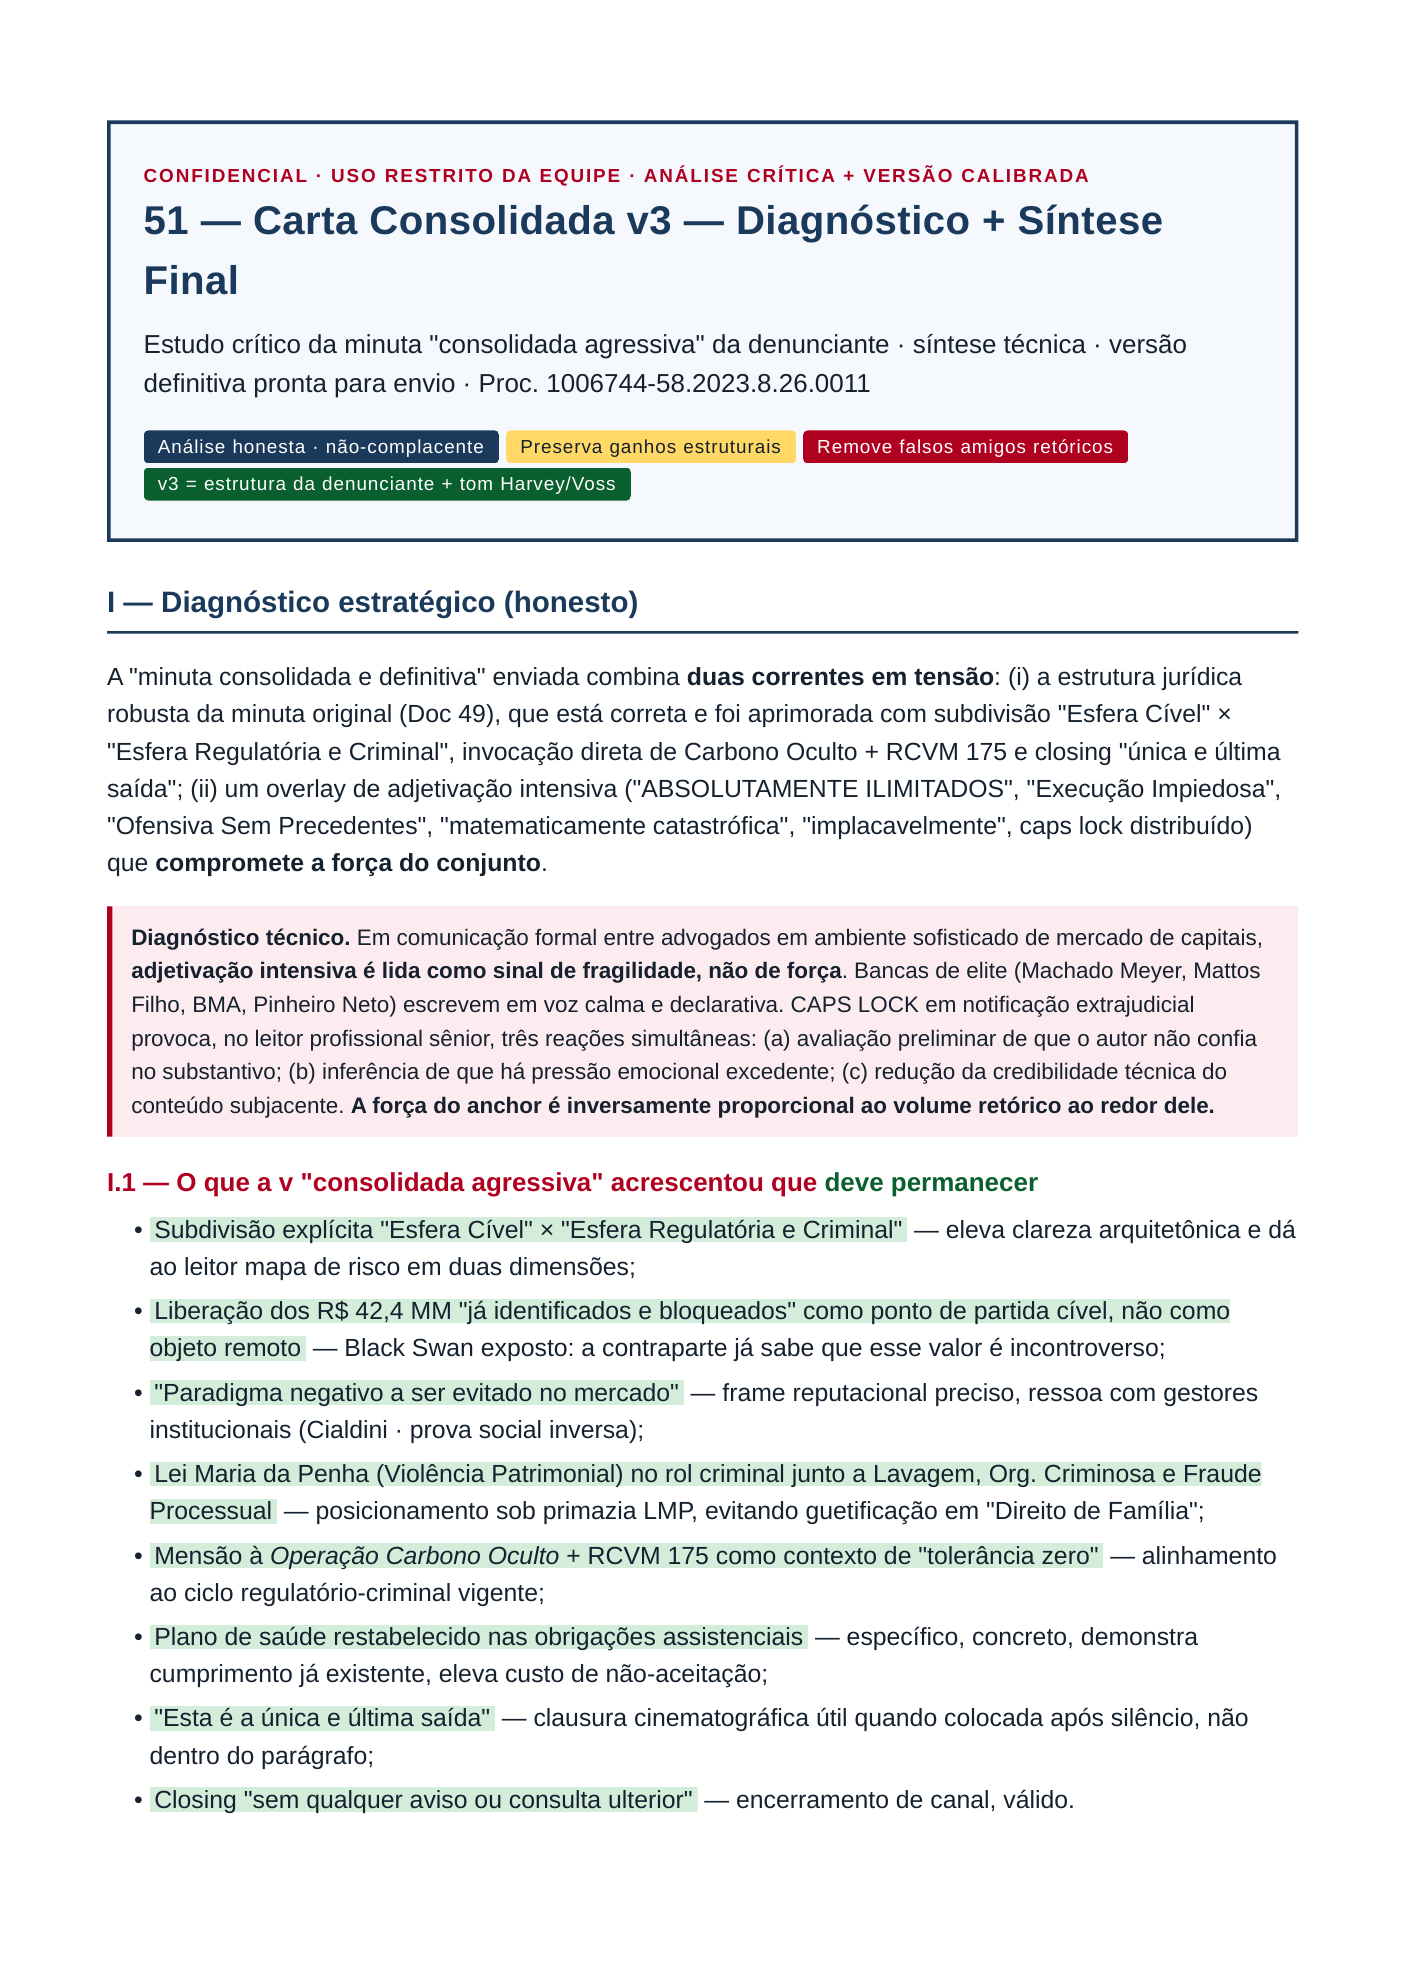 CONFIDENCIAL · USO RESTRITO DA EQUIPE · ANÁLISE CRÍTICA + VERSÃO CALIBRADA
51 — Carta Consolidada v3 — Diagnóstico + Síntese
Final
Estudo crítico da minuta "consolidada agressiva" da denunciante · síntese técnica · versão
definitiva pronta para envio · Proc. 1006744-58.2023.8.26.0011
Análise honesta · não-complacente Preserva ganhos estruturais Remove falsos amigos retóricos
v3 = estrutura da denunciante + tom Harvey/Voss
I — Diagnóstico estratégico (honesto)
A "minuta consolidada e definitiva" enviada combina duas correntes em tensão: (i) a estrutura jurídica
robusta da minuta original (Doc 49), que está correta e foi aprimorada com subdivisão "Esfera Cível" ×
"Esfera Regulatória e Criminal", invocação direta de Carbono Oculto + RCVM 175 e closing "única e última
saída"; (ii) um overlay de adjetivação intensiva ("ABSOLUTAMENTE ILIMITADOS", "Execução Impiedosa",
"Ofensiva Sem Precedentes", "matematicamente catastrófica", "implacavelmente", caps lock distribuído)
que compromete a força do conjunto.
Diagnóstico técnico. Em comunicação formal entre advogados em ambiente sofisticado de mercado de capitais,
adjetivação intensiva é lida como sinal de fragilidade, não de força. Bancas de elite (Machado Meyer, Mattos
Filho, BMA, Pinheiro Neto) escrevem em voz calma e declarativa. CAPS LOCK em notificação extrajudicial
provoca, no leitor profissional sênior, três reações simultâneas: (a) avaliação preliminar de que o autor não confia
no substantivo; (b) inferência de que há pressão emocional excedente; (c) redução da credibilidade técnica do
conteúdo subjacente. A força do anchor é inversamente proporcional ao volume retórico ao redor dele.
I.1 — O que a v "consolidada agressiva" acrescentou que deve permanecer
• Subdivisão explícita "Esfera Cível" × "Esfera Regulatória e Criminal" — eleva clareza arquitetônica e dá
ao leitor mapa de risco em duas dimensões;
• Liberação dos R$ 42,4 MM "já identificados e bloqueados" como ponto de partida cível, não como
objeto remoto — Black Swan exposto: a contraparte já sabe que esse valor é incontroverso;
• "Paradigma negativo a ser evitado no mercado" — frame reputacional preciso, ressoa com gestores
institucionais (Cialdini · prova social inversa);
• Lei Maria da Penha (Violência Patrimonial) no rol criminal junto a Lavagem, Org. Criminosa e Fraude
Processual — posicionamento sob primazia LMP, evitando guetificação em "Direito de Família";
• Mensão à Operação Carbono Oculto + RCVM 175 como contexto de "tolerância zero" — alinhamento
ao ciclo regulatório-criminal vigente;
• Plano de saúde restabelecido nas obrigações assistenciais — específico, concreto, demonstra
cumprimento já existente, eleva custo de não-aceitação;
• "Esta é a única e última saída" — clausura cinematográfica útil quando colocada após silêncio, não
dentro do parágrafo;
• Closing "sem qualquer aviso ou consulta ulterior" — encerramento de canal, válido.